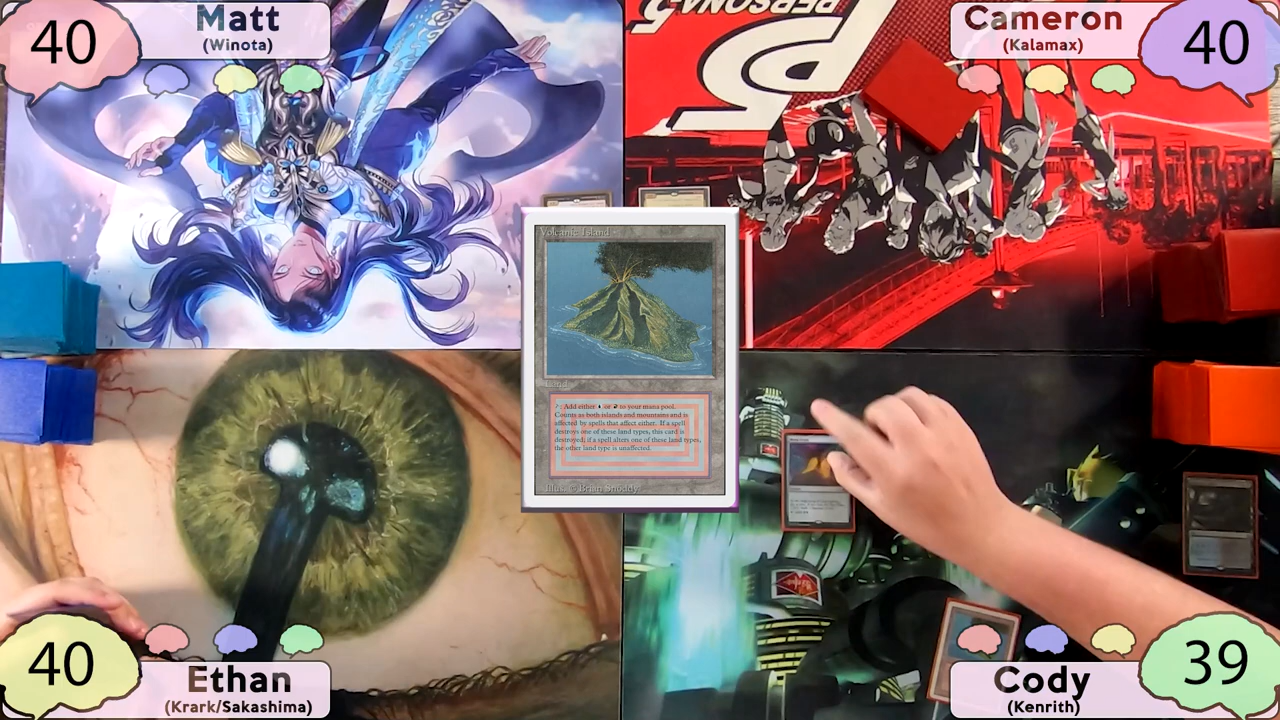 40
Matt
(Winota)
PERSONA5
P5
Cameron
(Kalamax)
40
Volcanic Island
Land
: Add either or to your mana pool.
Counts as both islands and mountains and is
affected by spells that affect either. If a spell
destroys one of these land types, this card is
destroyed; if a spell alters one of these land types,
the other land type is unaffected.
Illus. © Brian Snoddy
40
Ethan
(Krark/Sakashima)
Cody
(Kenrith)
39